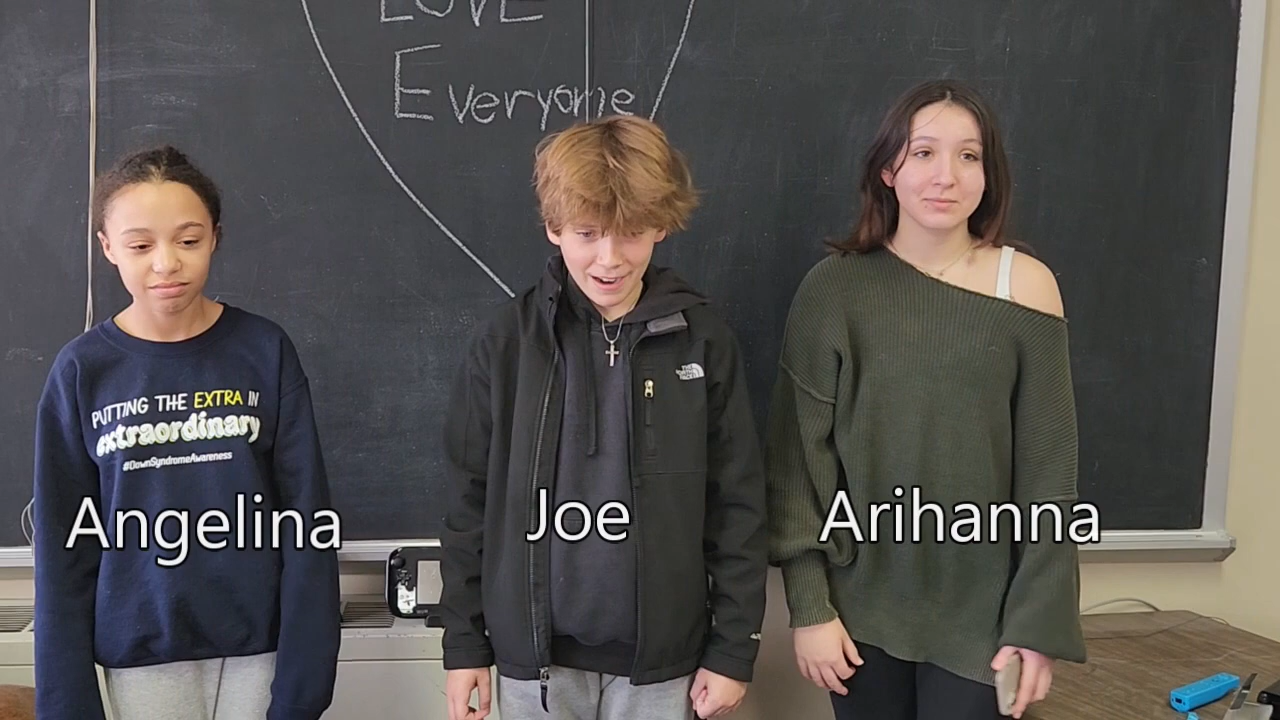 LOVE
Everyone
PUTTING THE EXTRA IN
extraordinary
#DownSyndromeAwareness
THE
NORTH
FACE
Angelina
Joe
Arihanna